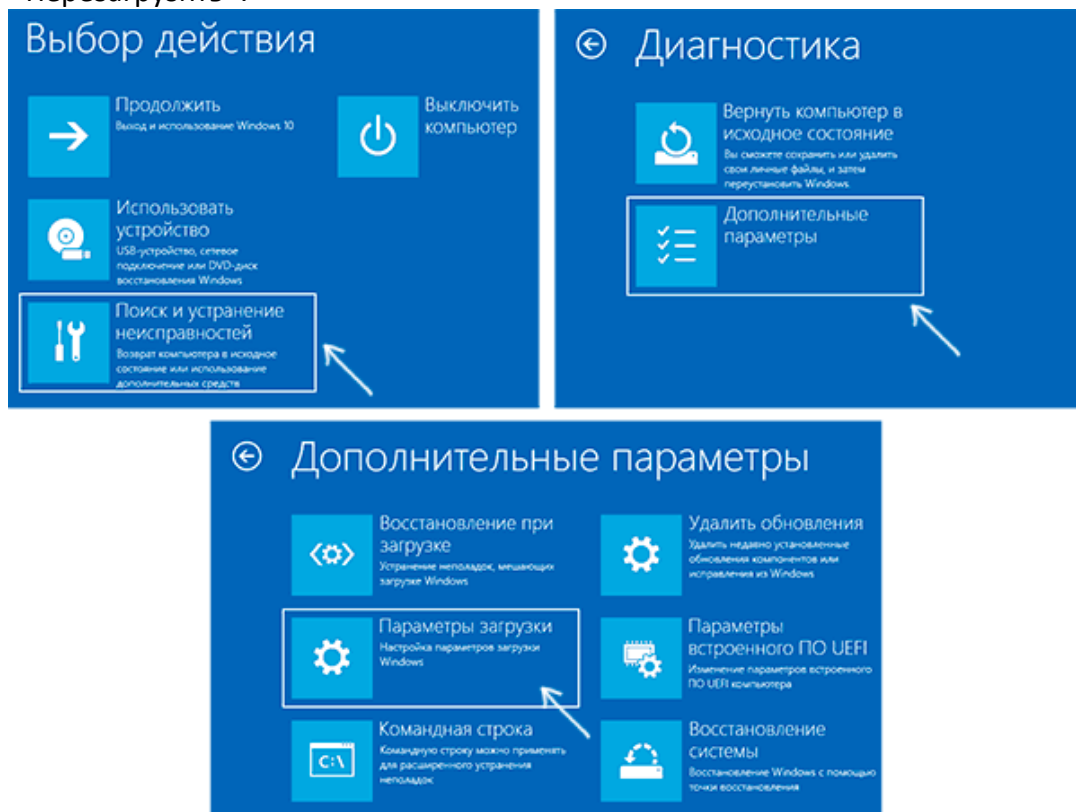 Выбор действия
Продолжить
Выход и использование Windows 10
Выключить
компьютер
Использовать
устройство
USB-устройство, сетевое
подключение или DVD-диск
восстановления Windows
Поиск и устранение
неисправностей
Возврат компьютера в исходное
состояние или использование
дополнительных средств
Диагностика
Вернуть компьютер в
исходное состояние
Вы сможете сохранить или удалить
свои личные файлы, и затем
переустановить Windows.
Дополнительные
параметры
Дополнительные параметры
Восстановление при
загрузке
Устранение неполадок, мешающих
загрузке Windows
Удалить обновления
Удалить недавно установленные
обновления компонентов или
исправления из Windows
Параметры загрузки
Настройка параметров загрузки
Windows
Параметры
встроенного ПО UEFI
Изменение параметров встроенного
ПО UEFI компьютера
Командная строка
Командную строку можно применять
для расширенного устранения
неполадок
C:\
Восстановление
системы
Восстановление Windows с помощью
точки восстановления